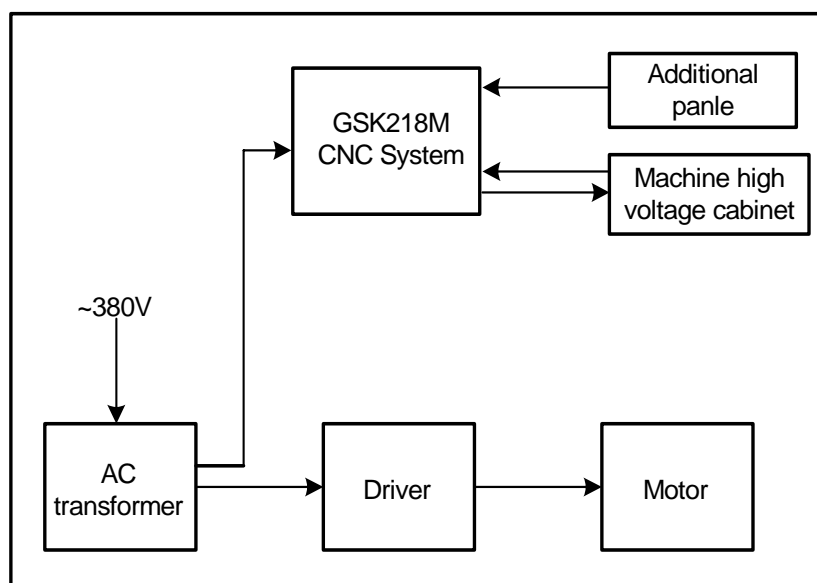 GSK218M
CNC System
Additional
panle
Machine high
voltage cabinet
~380V
AC
transformer
Driver
Motor